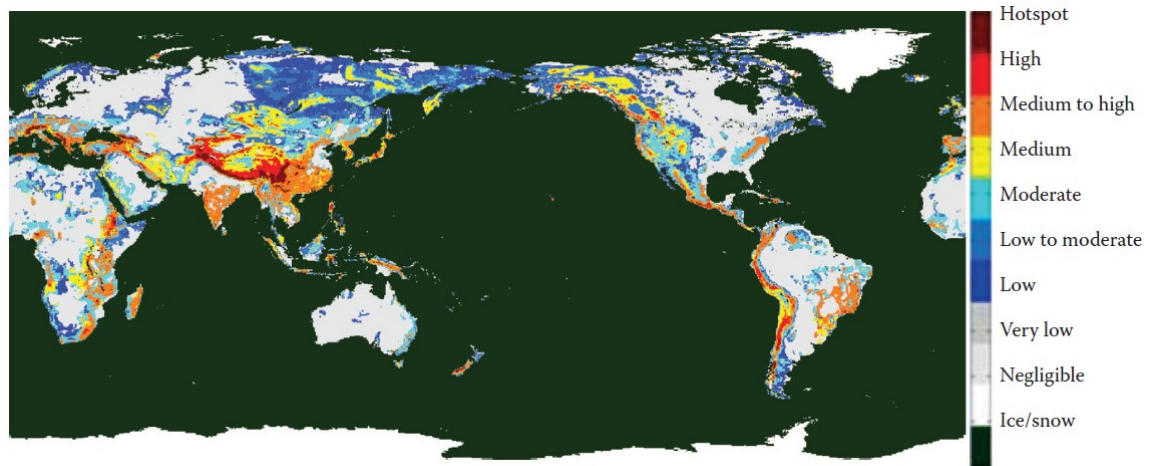 Hotspot
High
Medium to high
Medium
Moderate
Low to moderate
Low
Very low
Negligible
Ice/snow